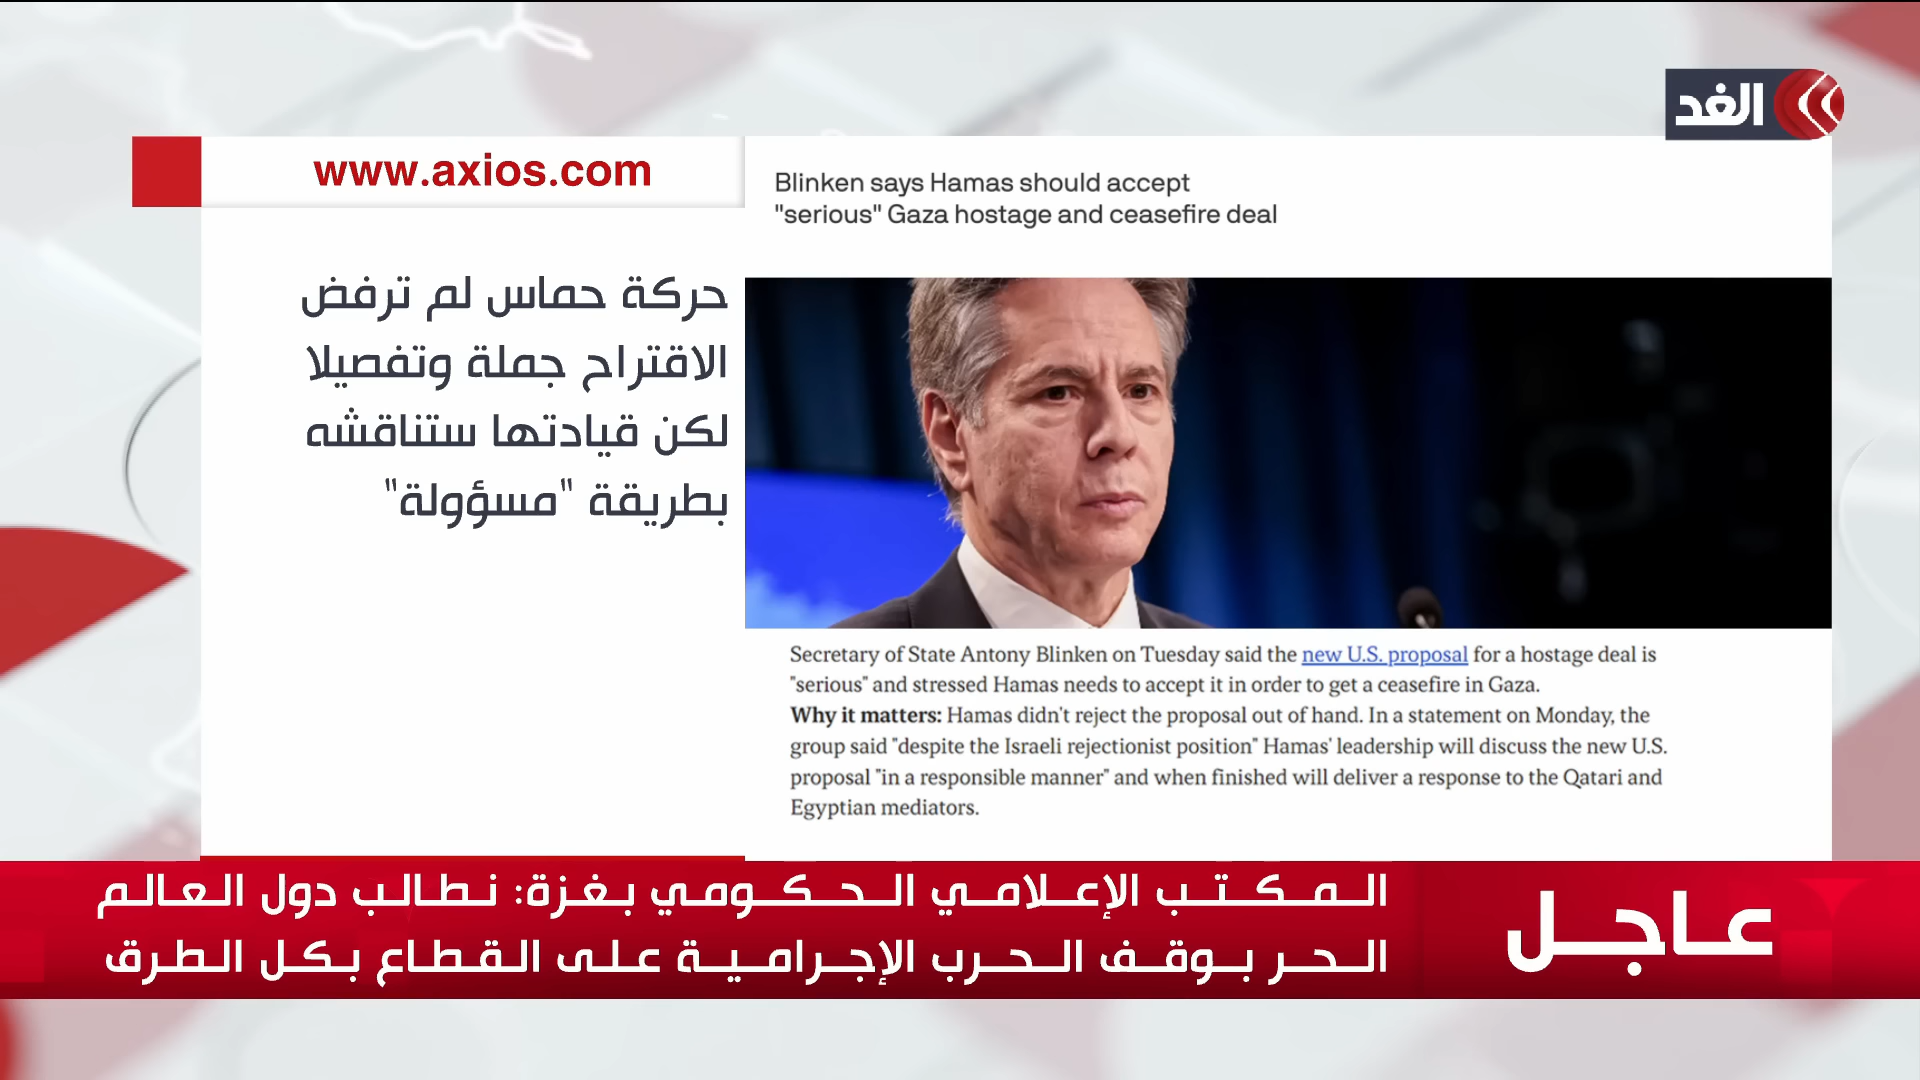 الغد
www.axios.com
Blinken says Hamas should accept
"serious" Gaza hostage and ceasefire deal
حركة حماس لم ترفض
الاقتراح جملة وتفصيلا
لكن قيادتها ستناقشه
بطريقة "مسؤولة"
Secretary of State Antony Blinken on Tuesday said the new U.S. proposal for a hostage deal is
"serious" and stressed Hamas needs to accept it in order to get a ceasefire in Gaza.
Why it matters: Hamas didn't reject the proposal out of hand. In a statement on Monday, the
group said "despite the Israeli rejectionist position" Hamas' leadership will discuss the new U.S.
proposal "in a responsible manner" and when finished will deliver a response to the Qatari and
Egyptian mediators.
عاجل
المكتب الإعلامي الحكومي بغزة: نطالب دول العالم
الحر بوقف الحرب الإجرامية على القطاع بكل الطرق